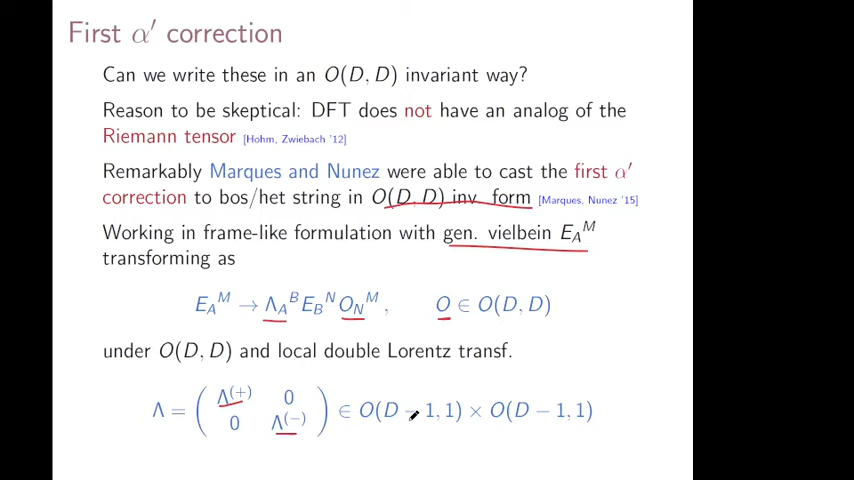 First α′ correction
Can we write these in an O(D, D) invariant way?
Reason to be skeptical: DFT does not have an analog of the
Riemann tensor [Hohm, Zwiebach '12]
Remarkably Marques and Nunez were able to cast the first α′
correction to bos/het string in O(D, D) inv. form [Marques, Nunez '15]
Working in frame-like formulation with gen. vielbein E_A^M
transforming as
E_A^M → Λ_A^B E_B^N O_N^M , O ∈ O(D, D)
under O(D, D) and local double Lorentz transf.
Λ = ( Λ^(+) 0 ; 0 Λ^(−) ) ∈ O(D − 1, 1) × O(D − 1, 1)